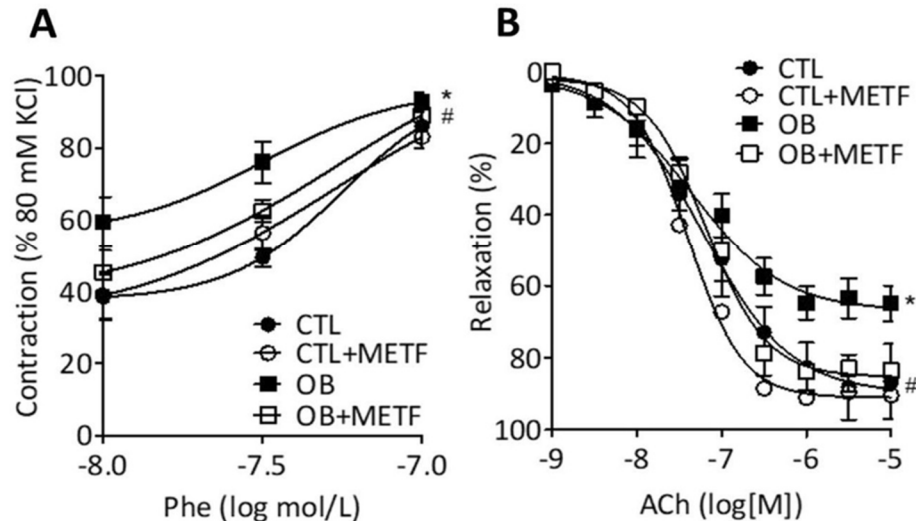 A
Contraction (% 80 mM KCl)
100
80
60
40
20
0
*
#
CTL
CTL+METF
OB
OB+METF
-8.0 -7.5 -7.0
Phe (log mol/L)
B
Relaxation (%)
0
20
40
60
80
100
CTL
CTL+METF
OB
OB+METF
*
#
-9 -8 -7 -6 -5
ACh (log[M])